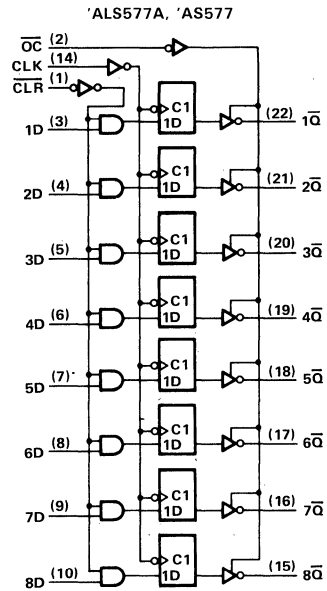 'ALS577A, 'AS577
O̅C̅ (2)
CLK (14)
C̅L̅R̅ (1)
C1
1D (3) 1D (22) 1Q̅
C1
2D (4) 1D (21) 2Q̅
C1
3D (5) 1D (20) 3Q̅
C1
4D (6) 1D (19) 4Q̅
C1
5D (7) 1D (18) 5Q̅
C1
6D (8) 1D (17) 6Q̅
C1
7D (9) 1D (16) 7Q̅
C1
8D (10) 1D (15) 8Q̅